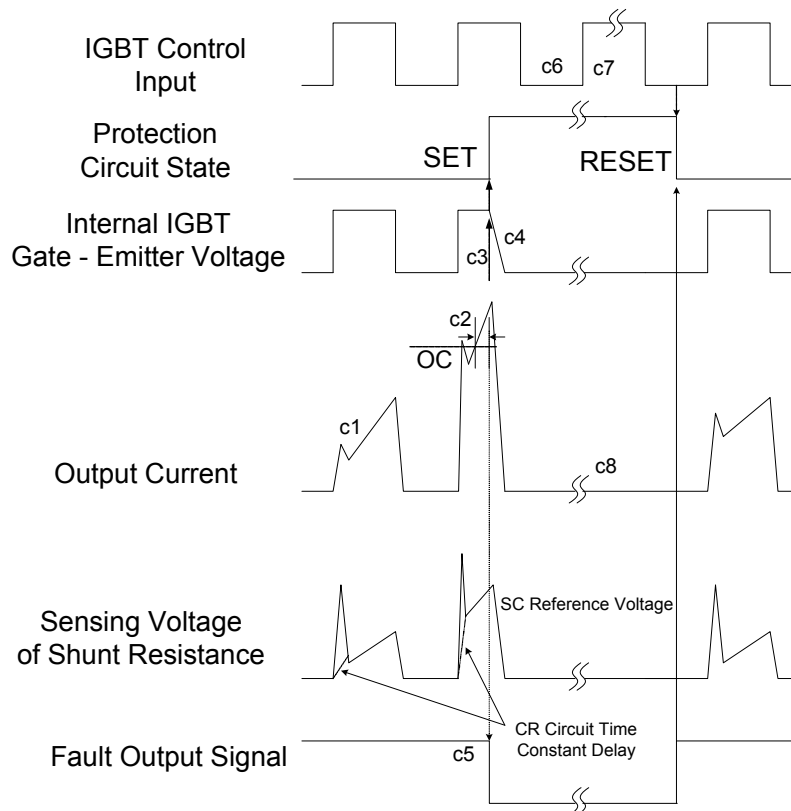 IGBT Control
Input
c6
c7
Protection
Circuit State
SET
RESET
Internal IGBT
Gate - Emitter Voltage
c3
c4
c2
OC
c1
Output Current
c8
SC Reference Voltage
Sensing Voltage
of Shunt Resistance
CR Circuit Time
Constant Delay
Fault Output Signal
c5